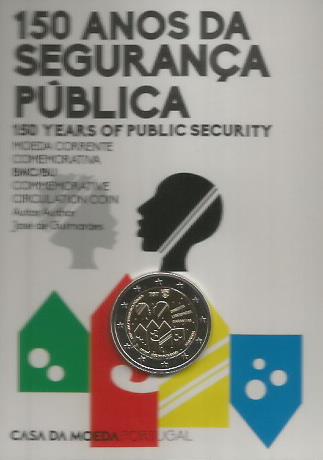 150 ANOS DA
SEGURANÇA
PÚBLICA
150 YEARS OF PUBLIC SECURITY
MOEDA CORRENTE
COMEMORATIVA
BNC/BU
COMMEMORATIVE
CIRCULATION COIN
Autor/Author
José de Guimarães
CASA DA MOEDA PORTUGAL